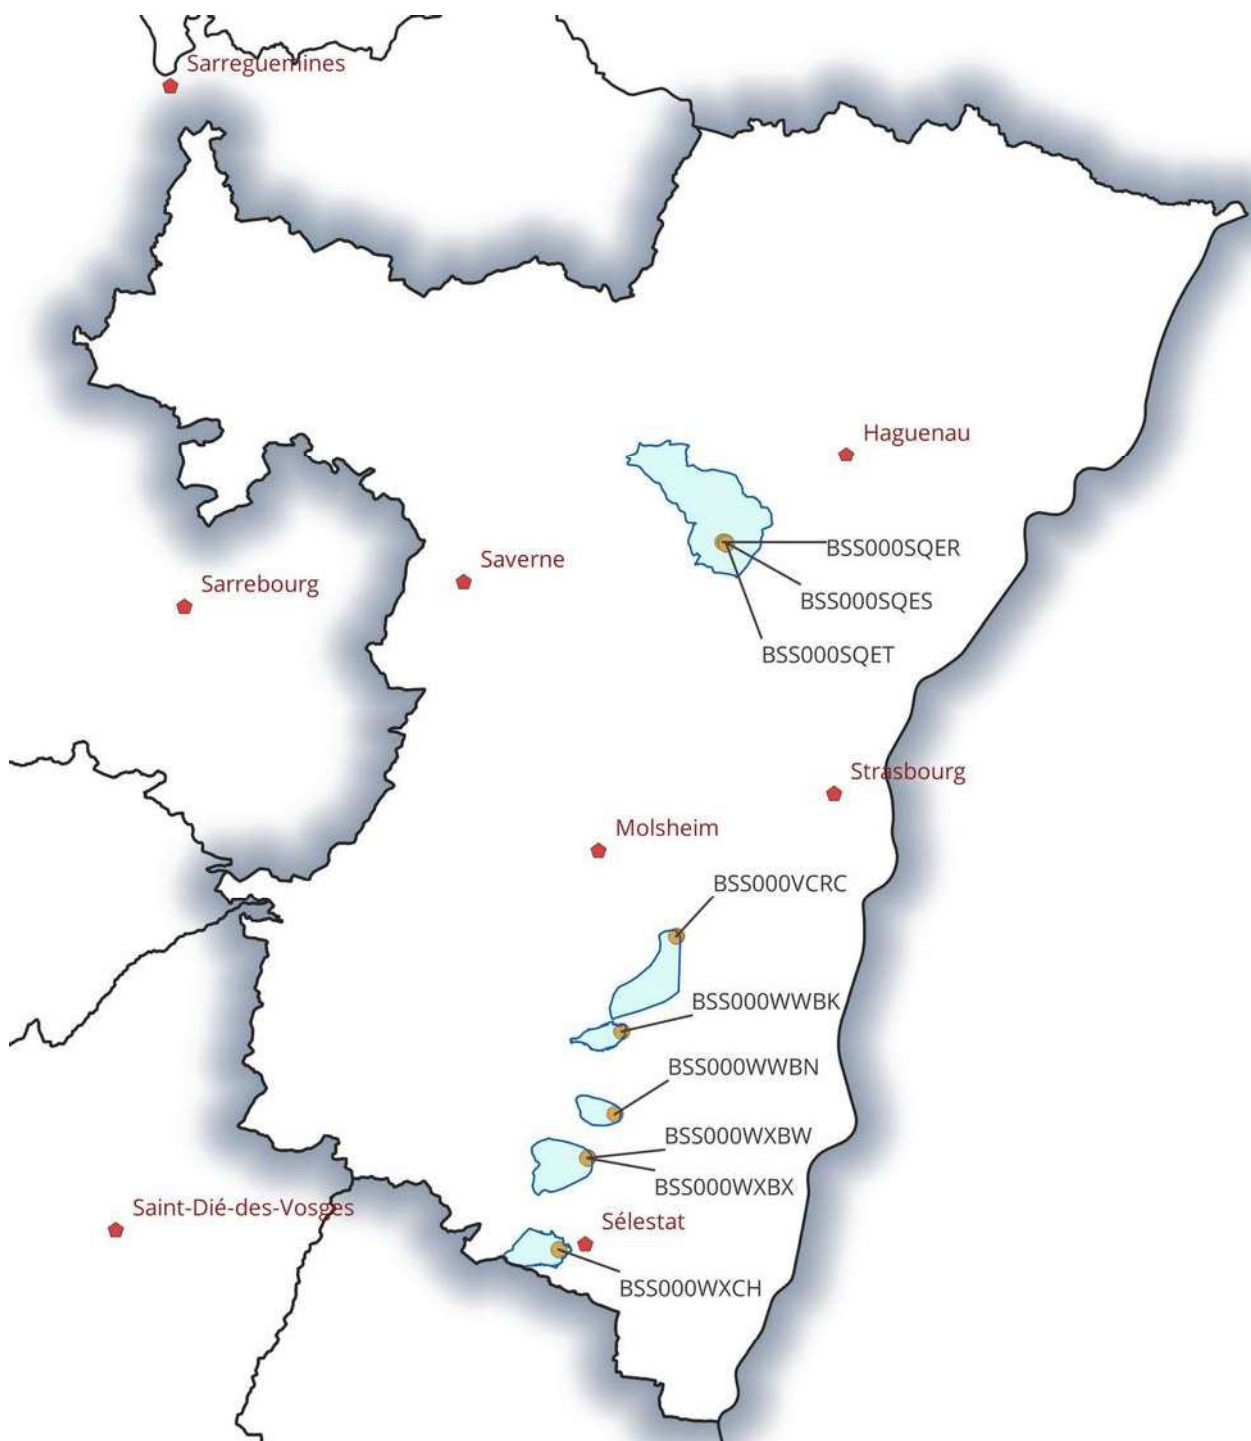 Sarreguemines
Haguenau
BSS000SQER
Saverne
Sarrebourg
BSS000SQES
BSS000SQET
Strasbourg
Molsheim
BSS000VCRC
BSS000WWBK
BSS000WWBN
BSS000WXBW
BSS000WXBX
Saint-Dié-des-Vosges
Sélestat
BSS000WXCH